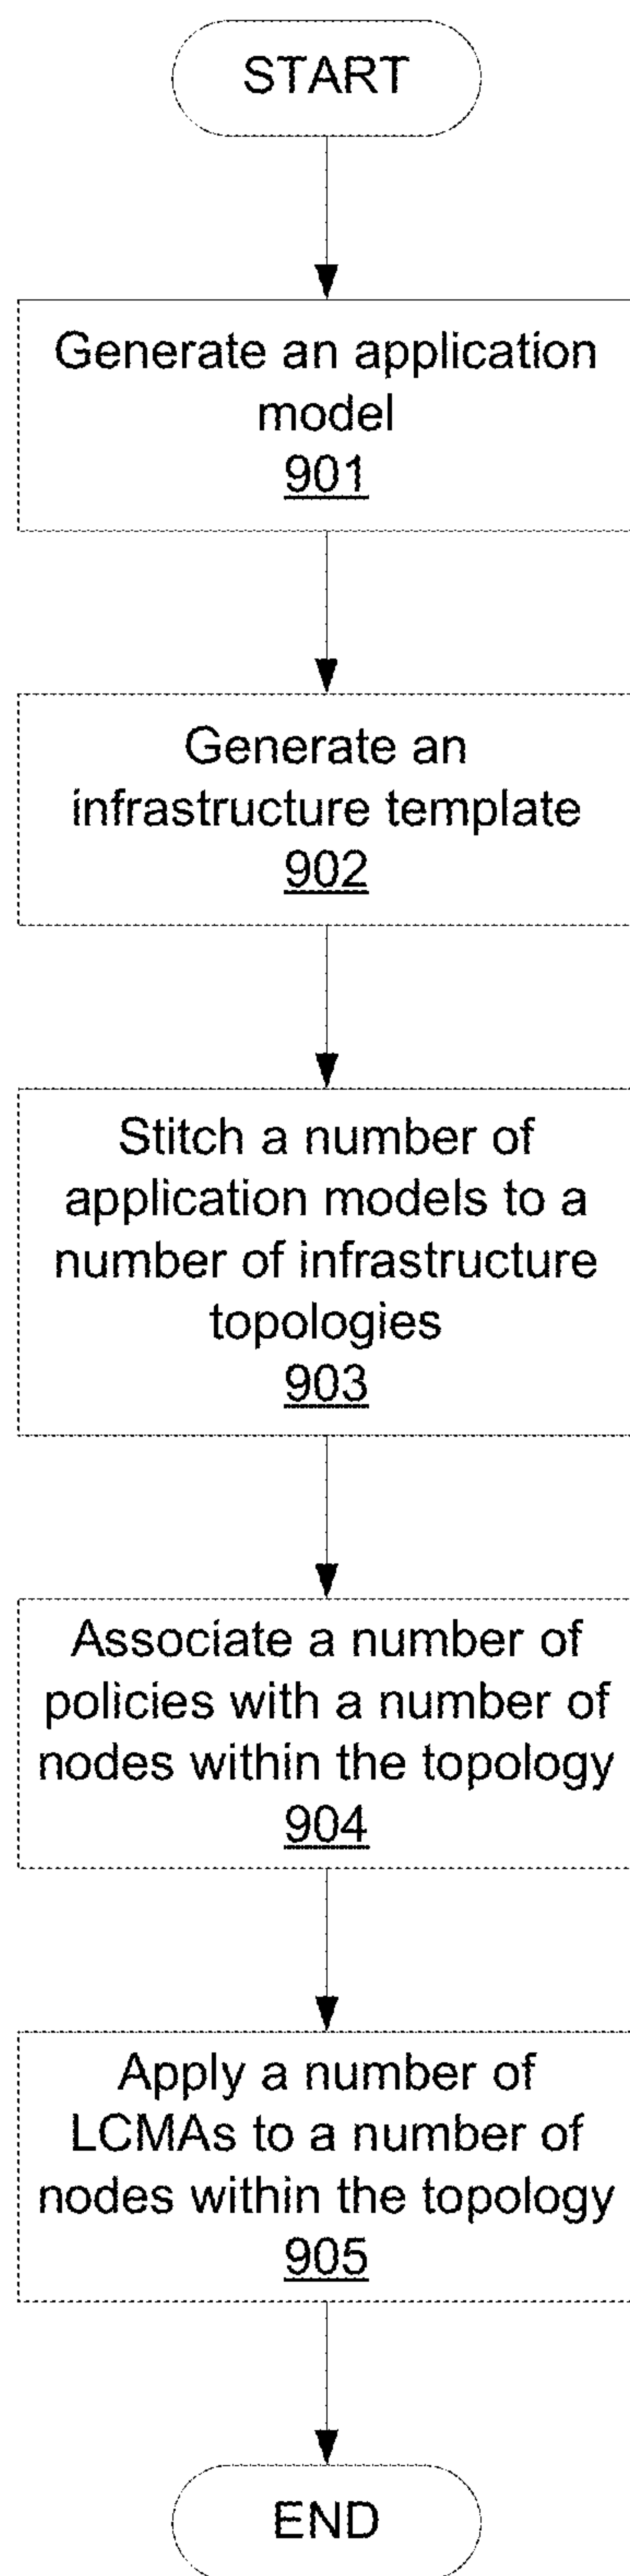 START
Generate an application
model
901
Generate an
infrastructure template
902
Stitch a number of
application models to a
number of infrastructure
topologies
903
Associate a number of
policies with a number of
nodes within the topology
904
Apply a number of
LCMAs to a number of
nodes within the topology
905
END